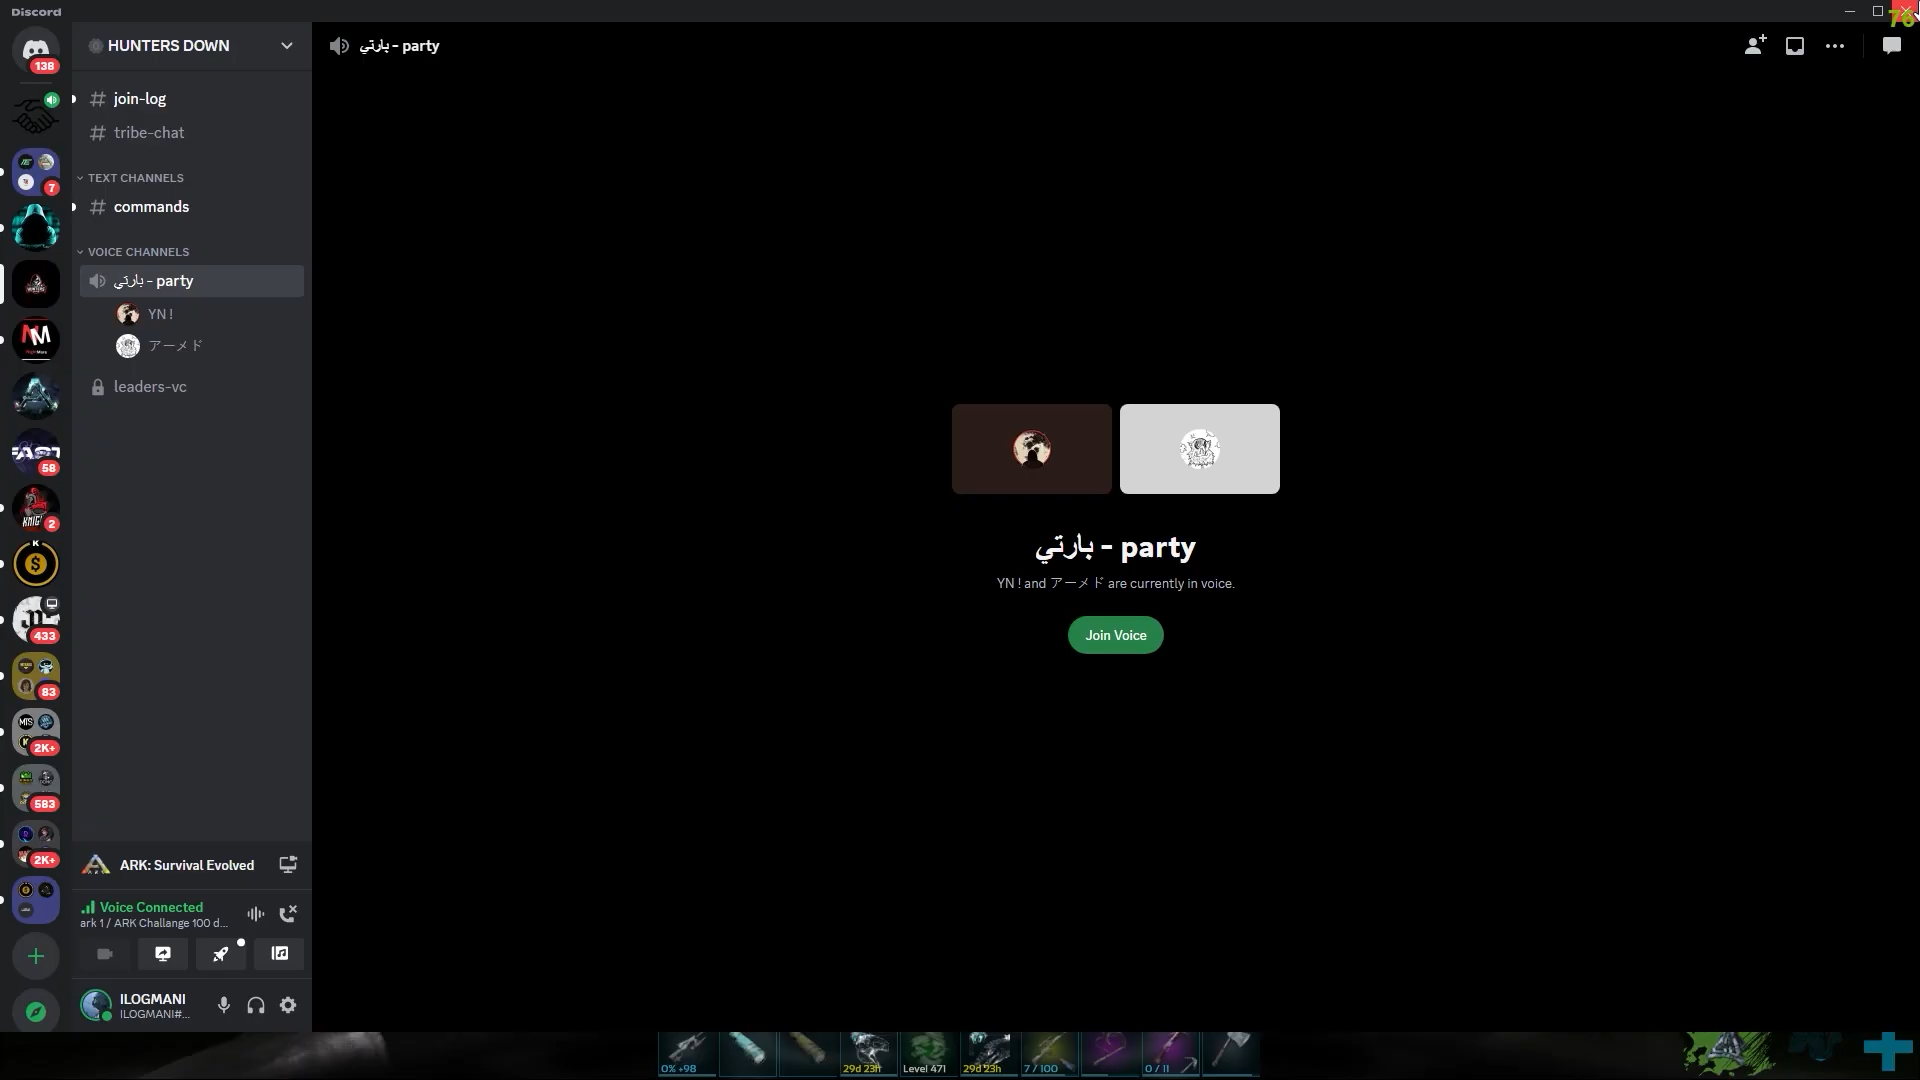 Discord
76
138
HUNTERS DOWN
بارتي - party
join-log
tribe-chat
TEXT CHANNELS
7
commands
VOICE CHANNELS
بارتي - party
YN !
アーメド
leaders-vc
58
KNIG
2
K
$
433
83
MTS
K
2K+
583
2K+
بارتي - party
YN ! and アーメド are currently in voice.
Join Voice
ARK: Survival Evolved
Voice Connected
ark 1 / ARK Challange 100 d...
ILOGMANI
ILOGMANI#...
0% +98
29d 23h
Level 471
29d 23h
7 / 100
0 / 11